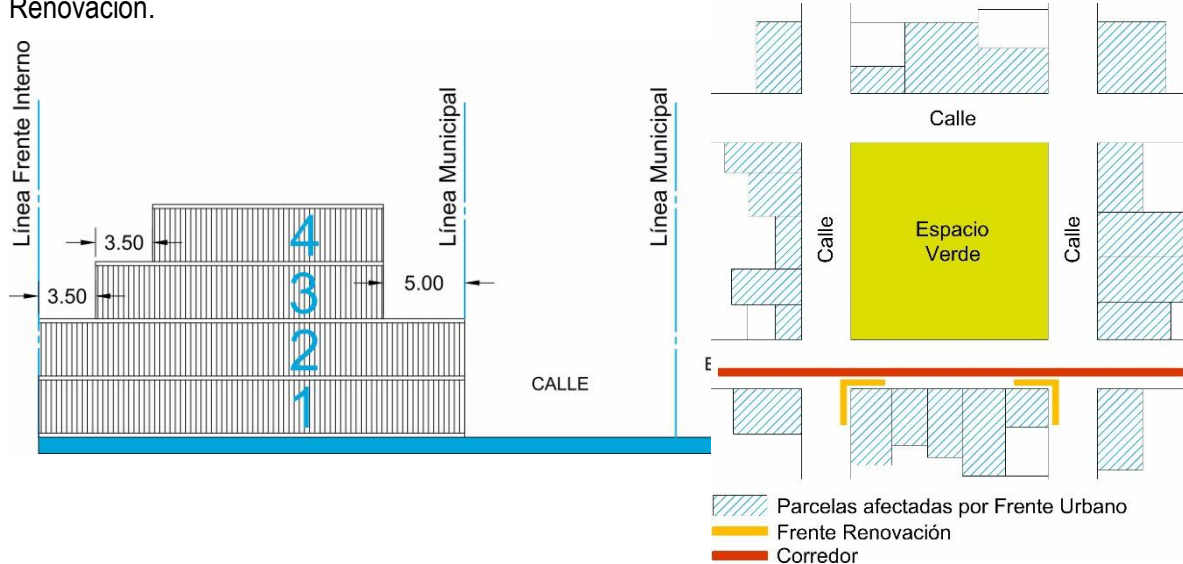 Renovación.
Línea Frente Interno
Línea Municipal
Línea Municipal
4
3.50
3
3.50
5.00
2
1
CALLE
Calle
Calle
Espacio
Verde
Calle
E
Parcelas afectadas por Frente Urbano
Frente Renovación
Corredor